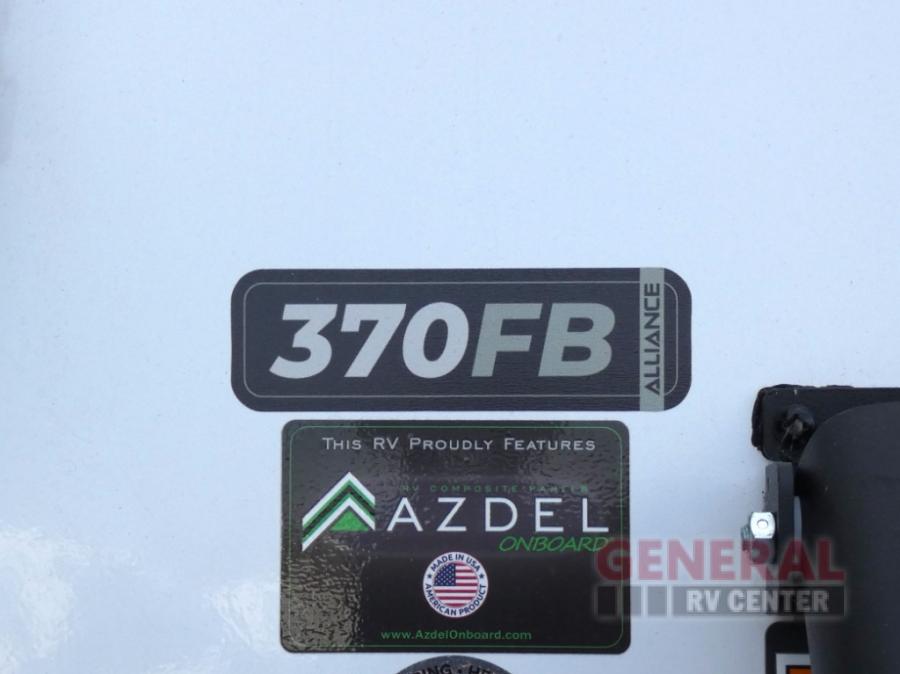 370FB
ALLIANCE
This RV Proudly Features
RV COMPOSITE PANELS
AZDEL
ONBOARD
MADE IN USA
AMERICAN PRODUCT
www.AzdelOnboard.com
GENERAL
RV CENTER